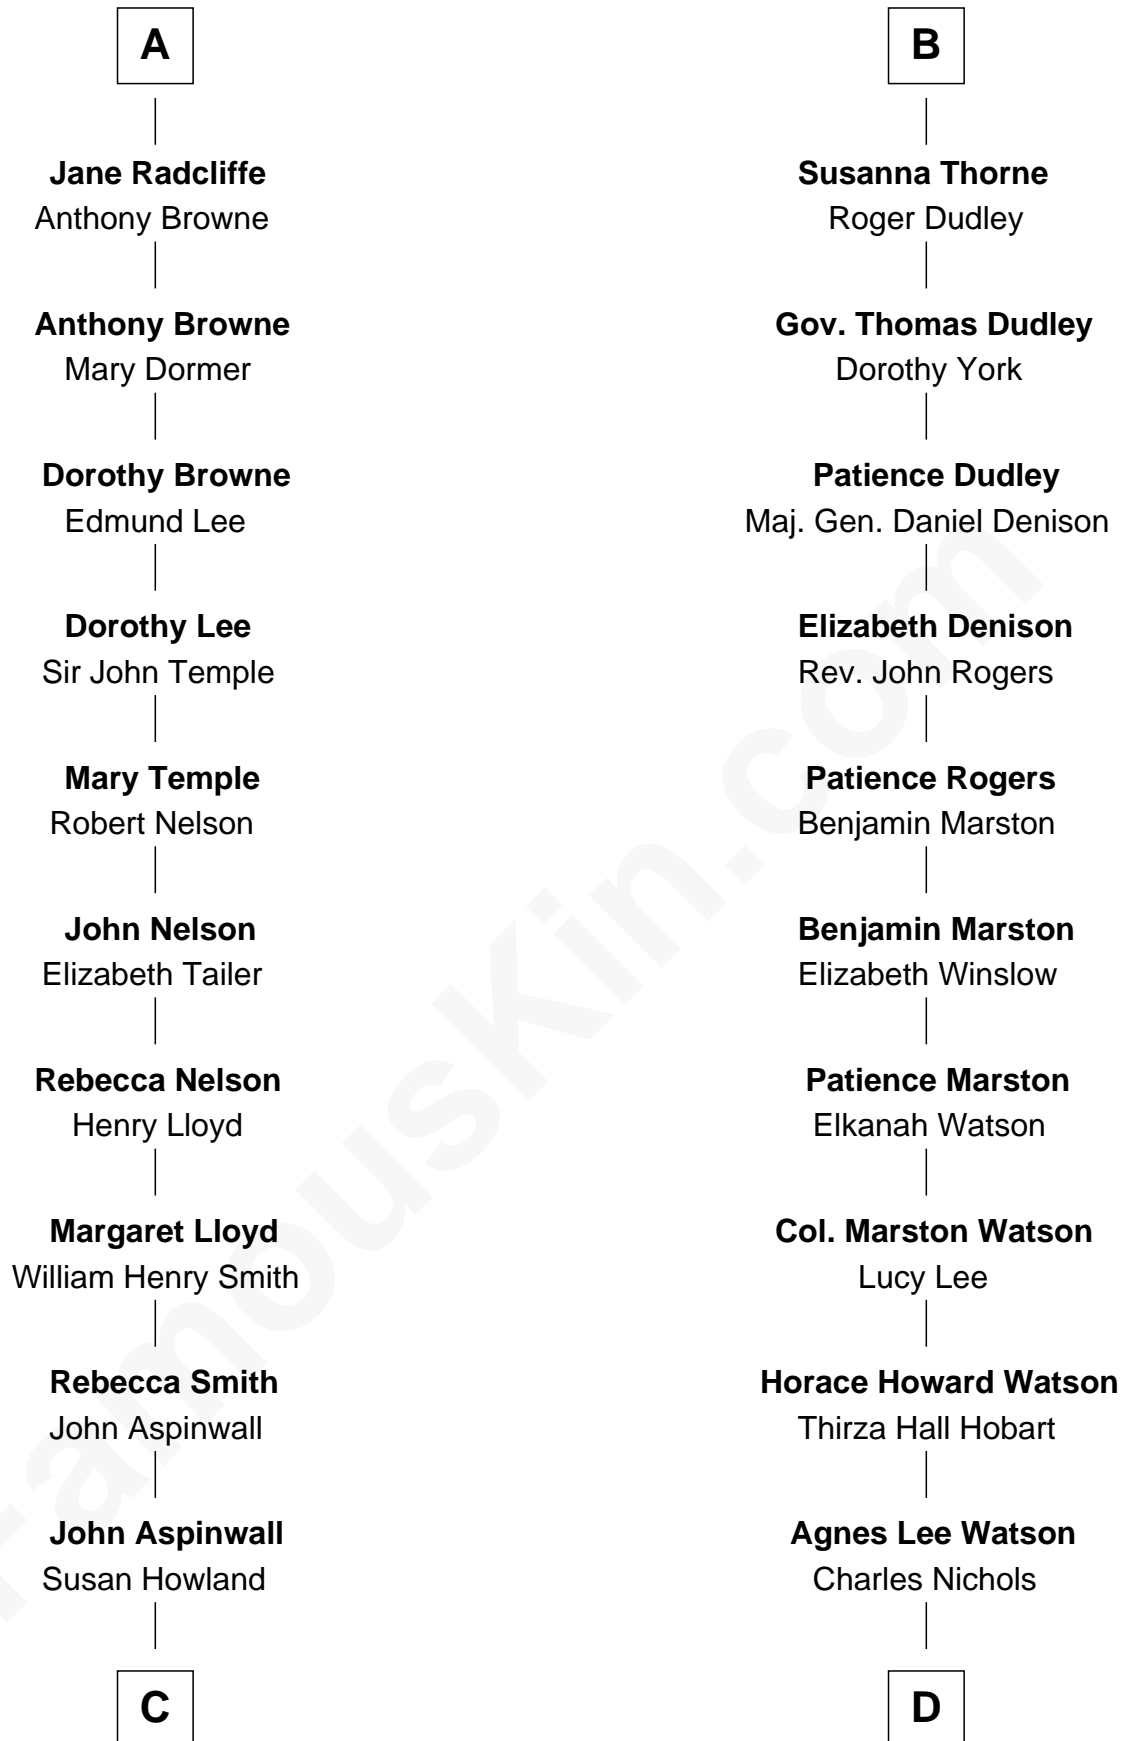 A
Jane Radcliffe
Anthony Browne
Anthony Browne
Mary Dormer
Dorothy Browne
Edmund Lee
Dorothy Lee
Sir John Temple
Mary Temple
Robert Nelson
John Nelson
Elizabeth Tailer
Rebecca Nelson
Henry Lloyd
Margaret Lloyd
William Henry Smith
Rebecca Smith
John Aspinwall
John Aspinwall
Susan Howland
C
B
Susanna Thorne
Roger Dudley
Gov. Thomas Dudley
Dorothy York
Patience Dudley
Maj. Gen. Daniel Denison
Elizabeth Denison
Rev. John Rogers
Patience Rogers
Benjamin Marston
Benjamin Marston
Elizabeth Winslow
Patience Marston
Elkanah Watson
Col. Marston Watson
Lucy Lee
Horace Howard Watson
Thirza Hall Hobart
Agnes Lee Watson
Charles Nichols
D
FamousKin.com